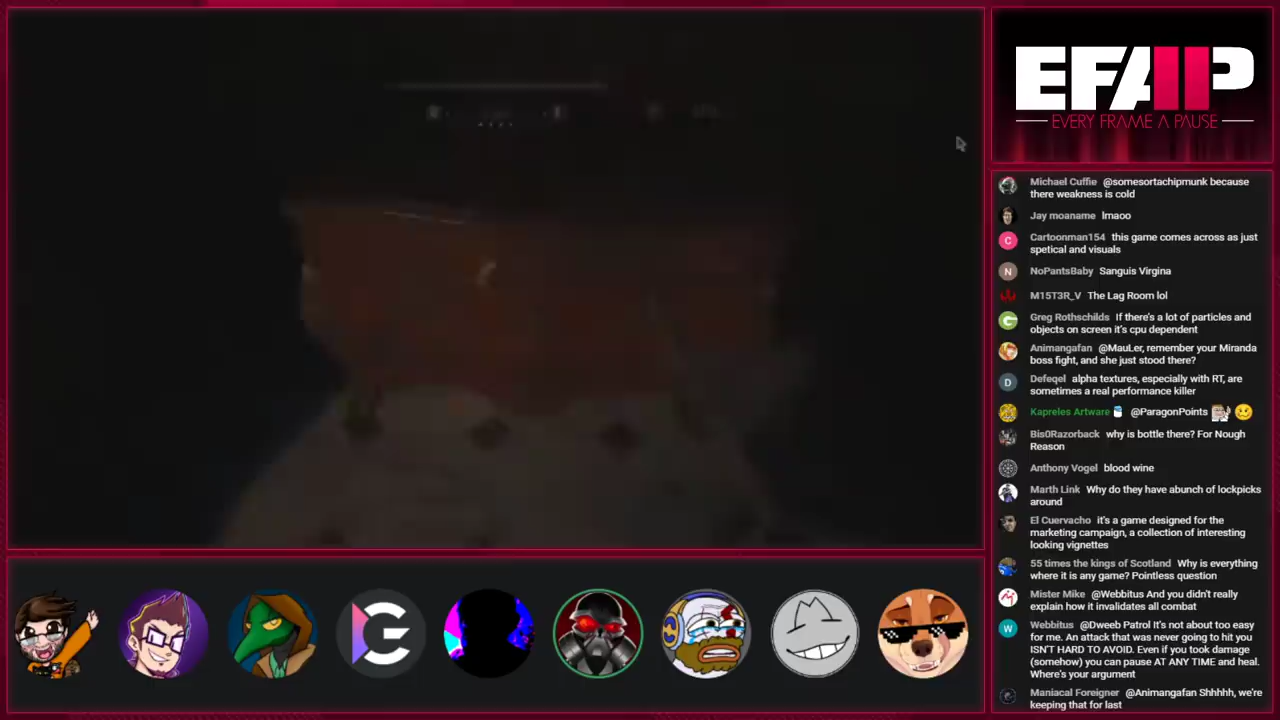 EFAP
EVERY FRAME A PAUSE
Michael Cuffie @somesortachipmunk because
there weakness is cold
Jay moaname lmaoo
Cartoonman154 this game comes across as just
spetical and visuals
NoPantsBaby Sanguis Virgina
M15T3R_V The Lag Room lol
Greg Rothschilds If there's a lot of particles and
objects on screen it's cpu dependent
Animangafan @MauLer, remember your Miranda
boss fight, and she just stood there?
Defeqel alpha textures, especially with RT, are
sometimes a real performance killer
Kapreles Artware @ParagonPoints
Bis0Razorback why is bottle there? For Nough
Reason
Anthony Vogel blood wine
Marth Link Why do they have abunch of lockpicks
around
El Cuervacho it's a game designed for the
marketing campaign, a collection of interesting
looking vignettes
55 times the kings of Scotland Why is everything
where it is any game? Pointless question
Mister Mike @Webbitus And you didn't really
explain how it invalidates all combat
Webbitus @Dweeb Patrol It's not about too easy
for me. An attack that was never going to hit you
ISN'T HARD TO AVOID. Even if you took damage
(somehow) you can pause AT ANY TIME and heal.
Where's your argument
Maniacal Foreigner @Animangafan Shhhhh, we're
keeping that for last